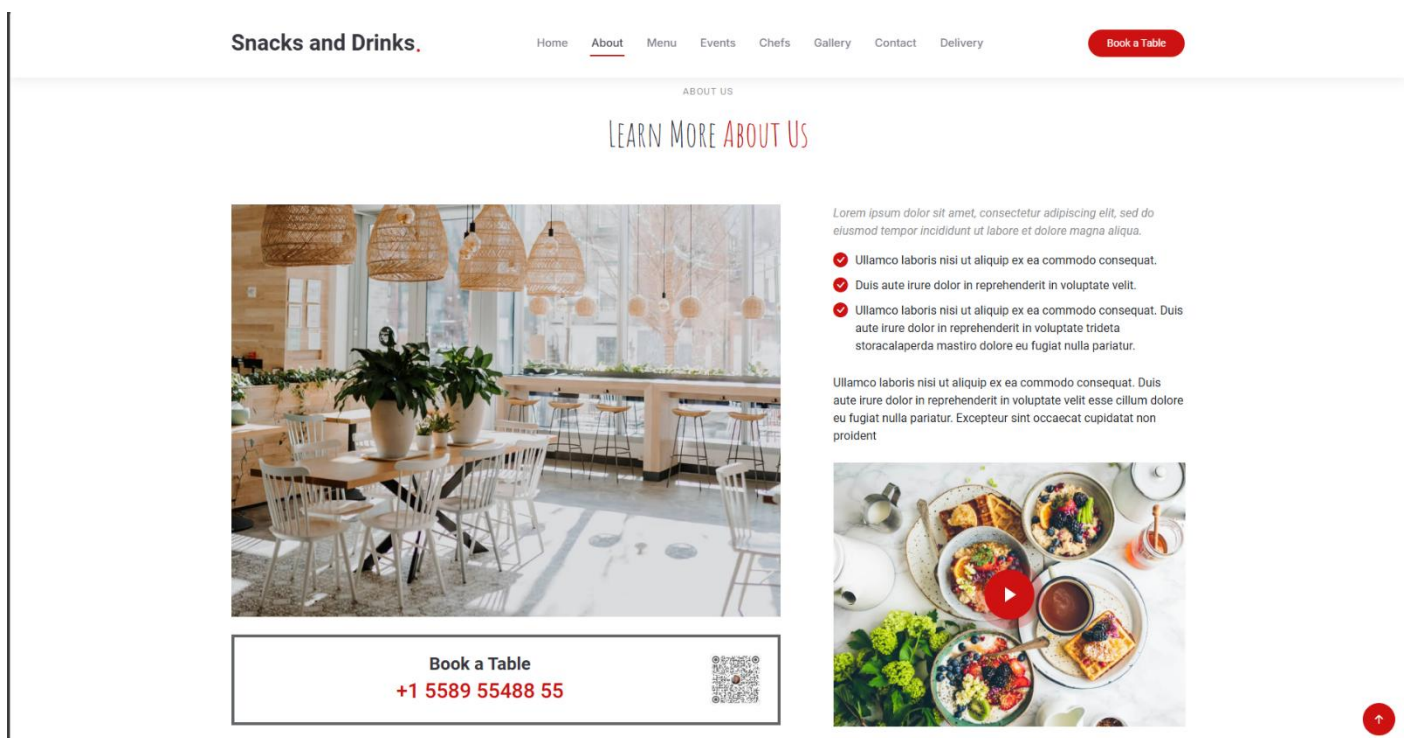 Snacks and Drinks.
Home About Menu Events Chefs Gallery Contact Delivery
Book a Table
ABOUT US
LEARN MORE ABOUT US
Lorem ipsum dolor sit amet, consectetur adipiscing elit, sed do
eiusmod tempor incididunt ut labore et dolore magna aliqua.
Ullamco laboris nisi ut aliquip ex ea commodo consequat.
Duis aute irure dolor in reprehenderit in voluptate velit.
Ullamco laboris nisi ut aliquip ex ea commodo consequat. Duis
aute irure dolor in reprehenderit in voluptate trideta
storacalaperda mastiro dolore eu fugiat nulla pariatur.
Ullamco laboris nisi ut aliquip ex ea commodo consequat. Duis
aute irure dolor in reprehenderit in voluptate velit esse cillum dolore
eu fugiat nulla pariatur. Excepteur sint occaecat cupidatat non
proident
Book a Table
+1 5589 55488 55